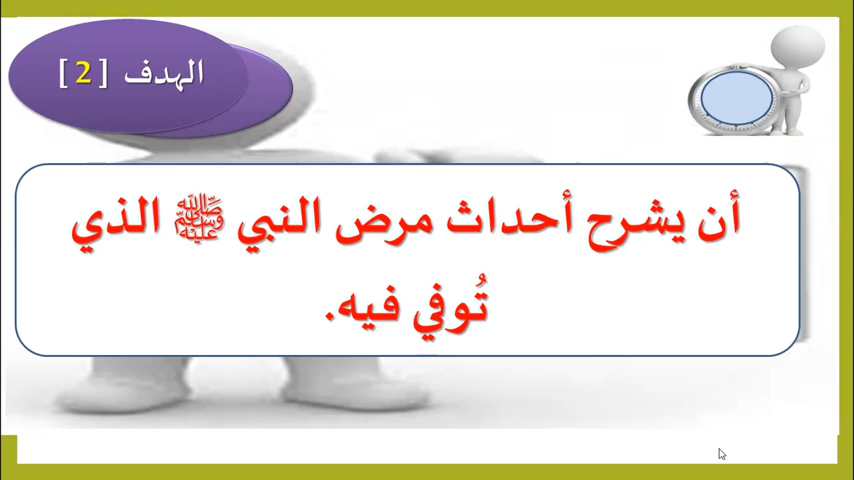 الهدف [2]
أن يشرح أحداث مرض النبي ﷺ الذي
تُوفي فيه.